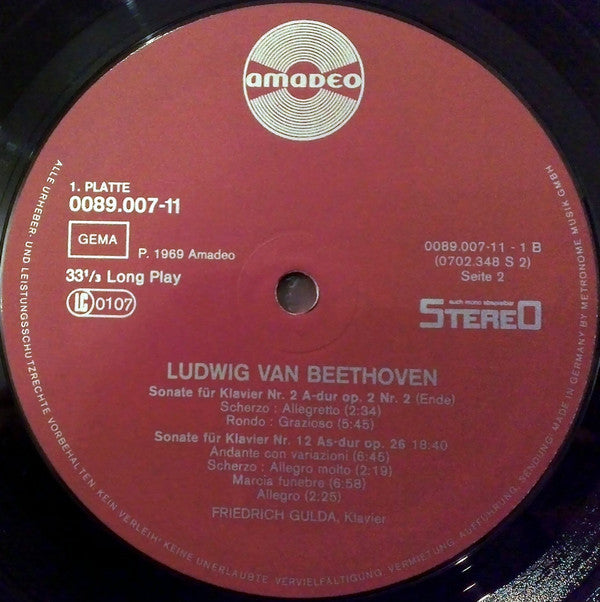 amadeo
1. PLATTE
0089.007-11
GEMA
P. 1969 Amadeo
33¹/₃ Long Play
LC 0107
0089.007-11 - 1 B
(0702.348 S 2)
Seite 2
auch mono abspielbar
STEREO
LUDWIG VAN BEETHOVEN
Sonate für Klavier Nr. 2 A-dur op. 2 Nr. 2 (Ende)
Scherzo : Allegretto (2:34)
Rondo : Grazioso (5:45)
Sonate für Klavier Nr. 12 As-dur op. 26 18:40
Andante con variazioni (6:45)
Scherzo : Allegro molto (2:19)
Marcia funebre (6:58)
Allegro (2:25)
FRIEDRICH GULDA, Klavier
ALLE URHEBER- UND LEISTUNGSSCHUTZRECHTE VORBEHALTEN. KEIN VERLEIH! KEINE UNERLAUBTE VERVIELFÄLTIGUNG, VERMIETUNG, AUFFÜHRUNG, SENDUNG! MADE IN GERMANY BY METRONOME MUSIK GMBH